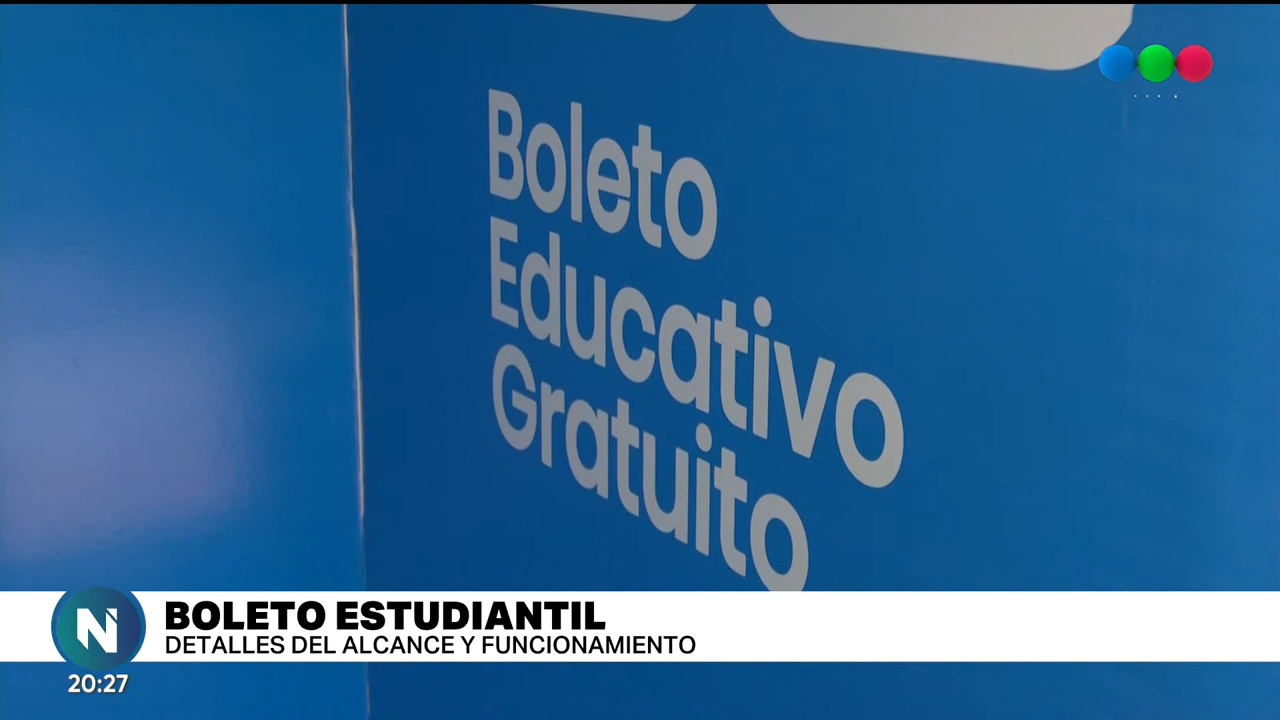 Boleto
Educativo
Gratuito
N
BOLETO ESTUDIANTIL
DETALLES DEL ALCANCE Y FUNCIONAMIENTO
20:27